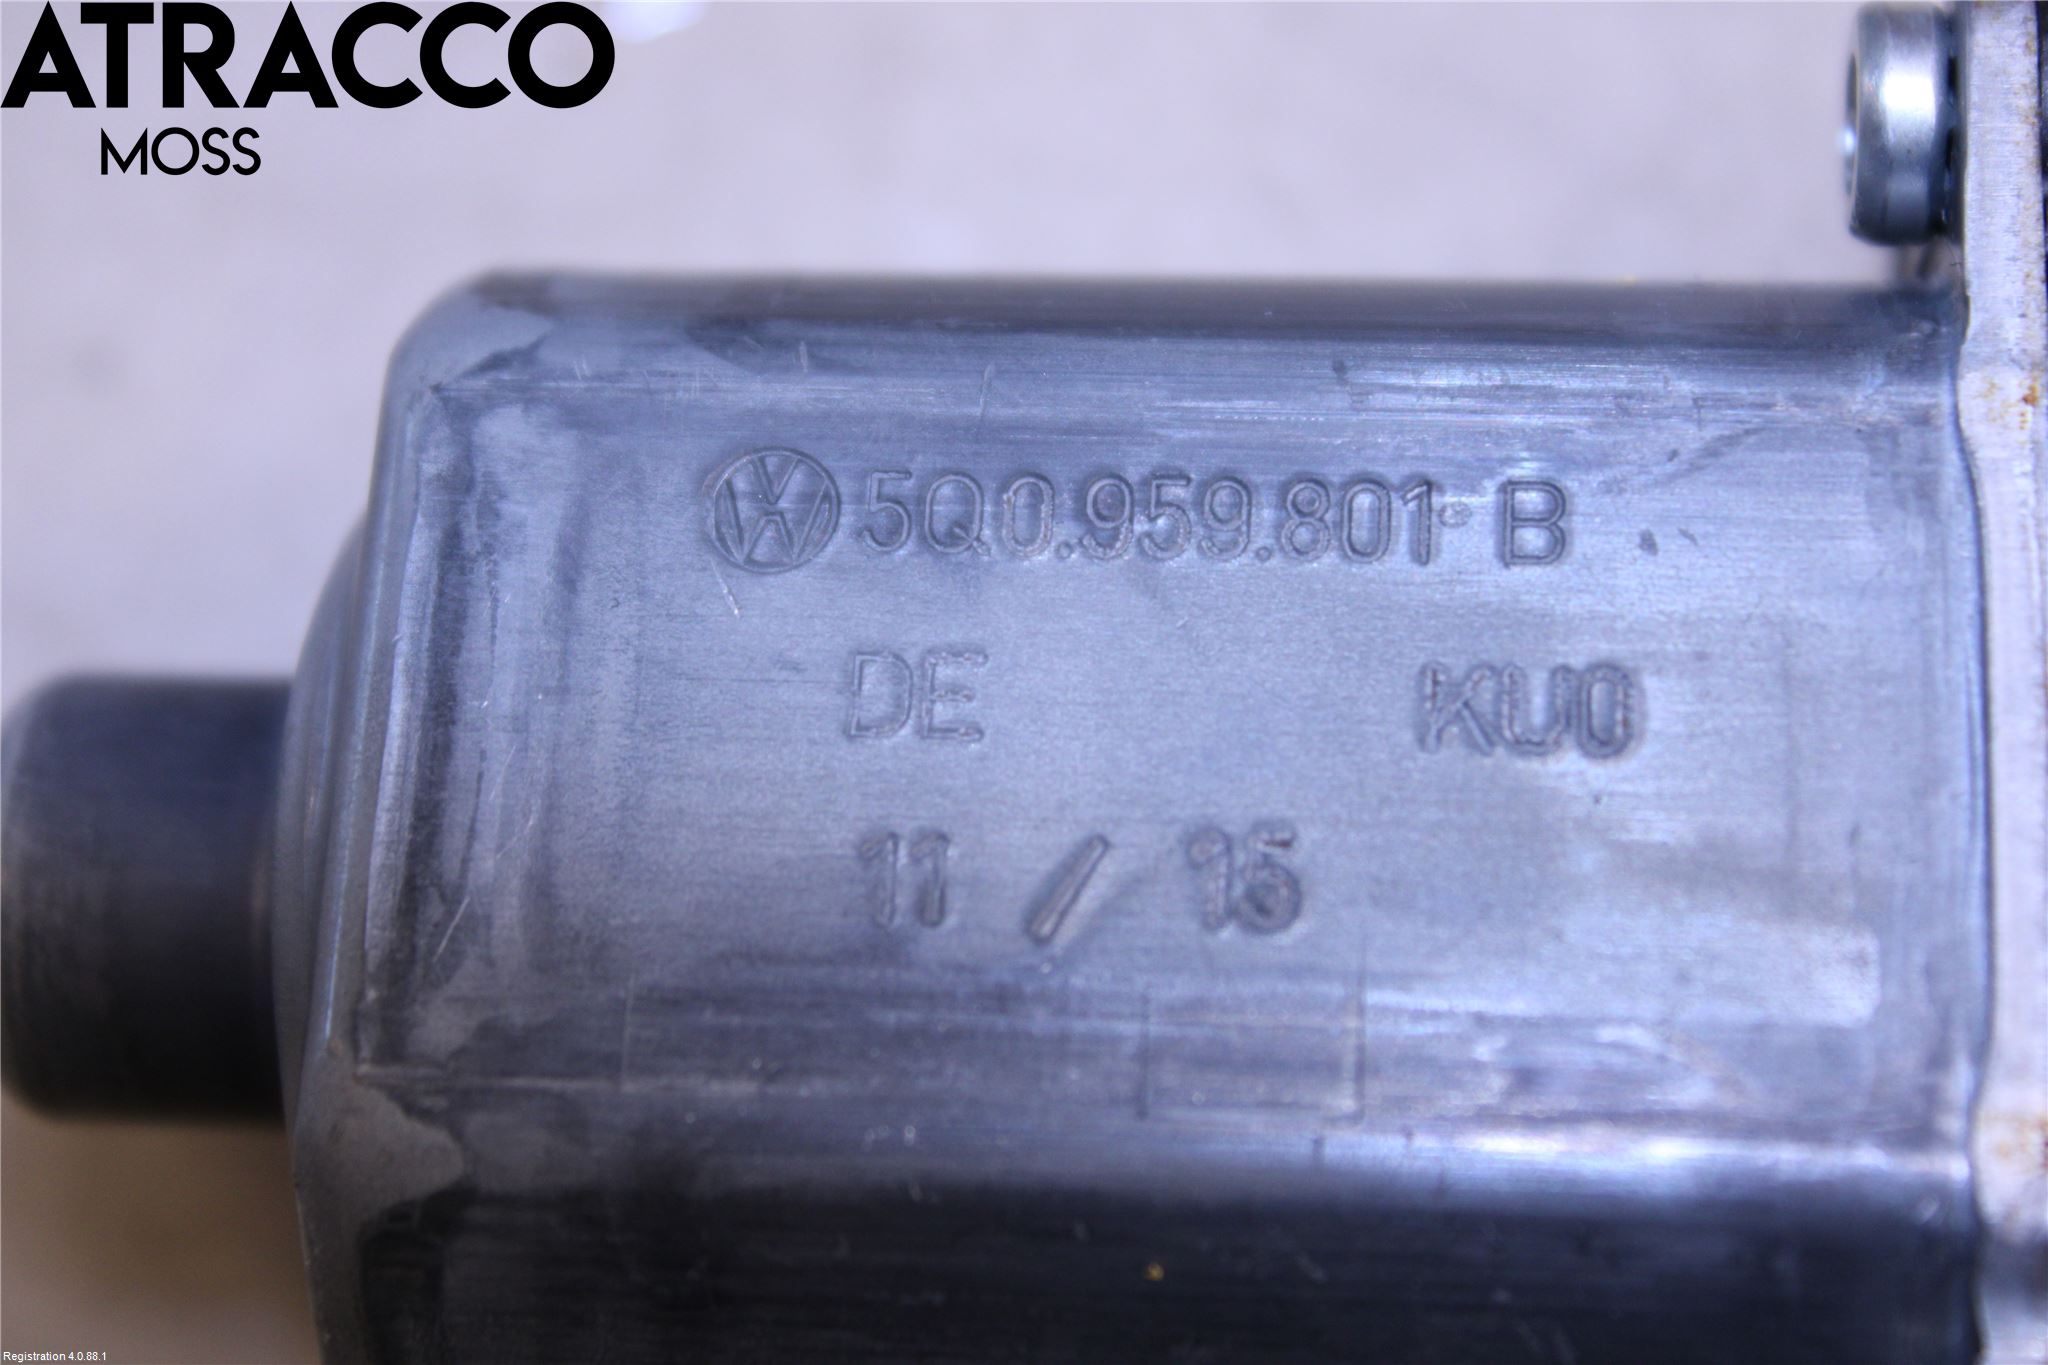 ATRACCO
MOSS
5Q0.959.801 B
DE KU0
11 / 15
Registration 4.0.88.1